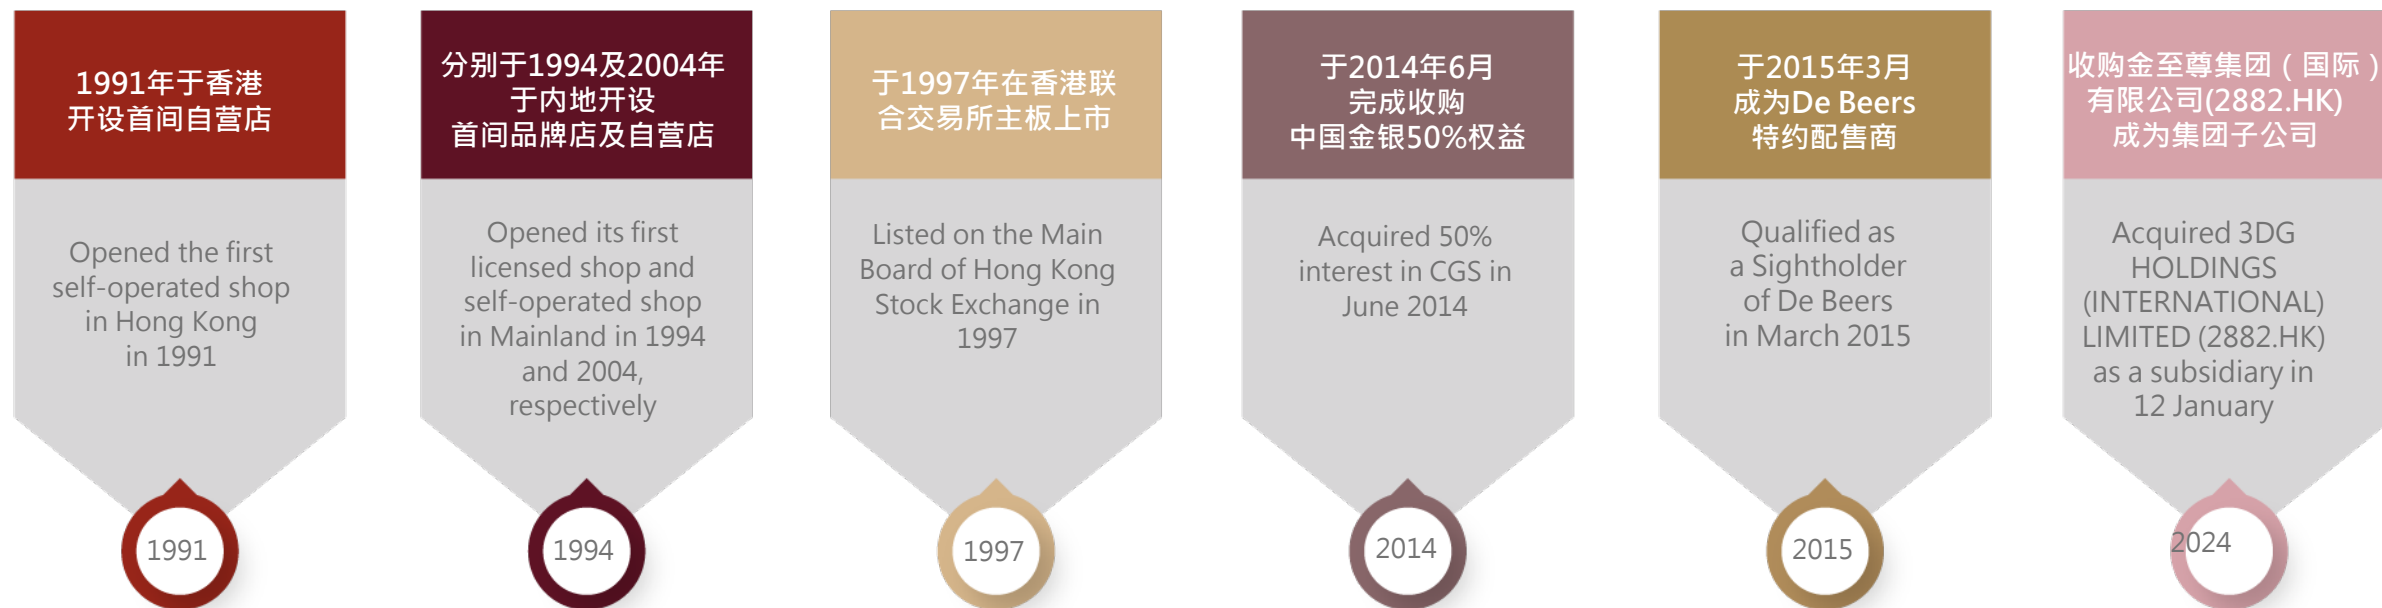 1991年于香港
开设首间自营店
Opened the first
self-operated shop
in Hong Kong
in 1991
1991
分别于1994及2004年
于内地开设
首间品牌店及自营店
Opened its first
licensed shop and
self-operated shop
in Mainland in 1994
and 2004,
respectively
1994
于1997年在香港联
合交易所主板上市
Listed on the Main
Board of Hong Kong
Stock Exchange in
1997
1997
于2014年6月
完成收购
中国金银50%权益
Acquired 50%
interest in CGS in
June 2014
2014
于2015年3月
成为De Beers
特约配售商
Qualified as
a Sightholder
of De Beers
in March 2015
2015
收购金至尊集团（国际）
有限公司(2882.HK)
成为集团子公司
Acquired 3DG
HOLDINGS
(INTERNATIONAL)
LIMITED (2882.HK)
as a subsidiary in
12 January
2024